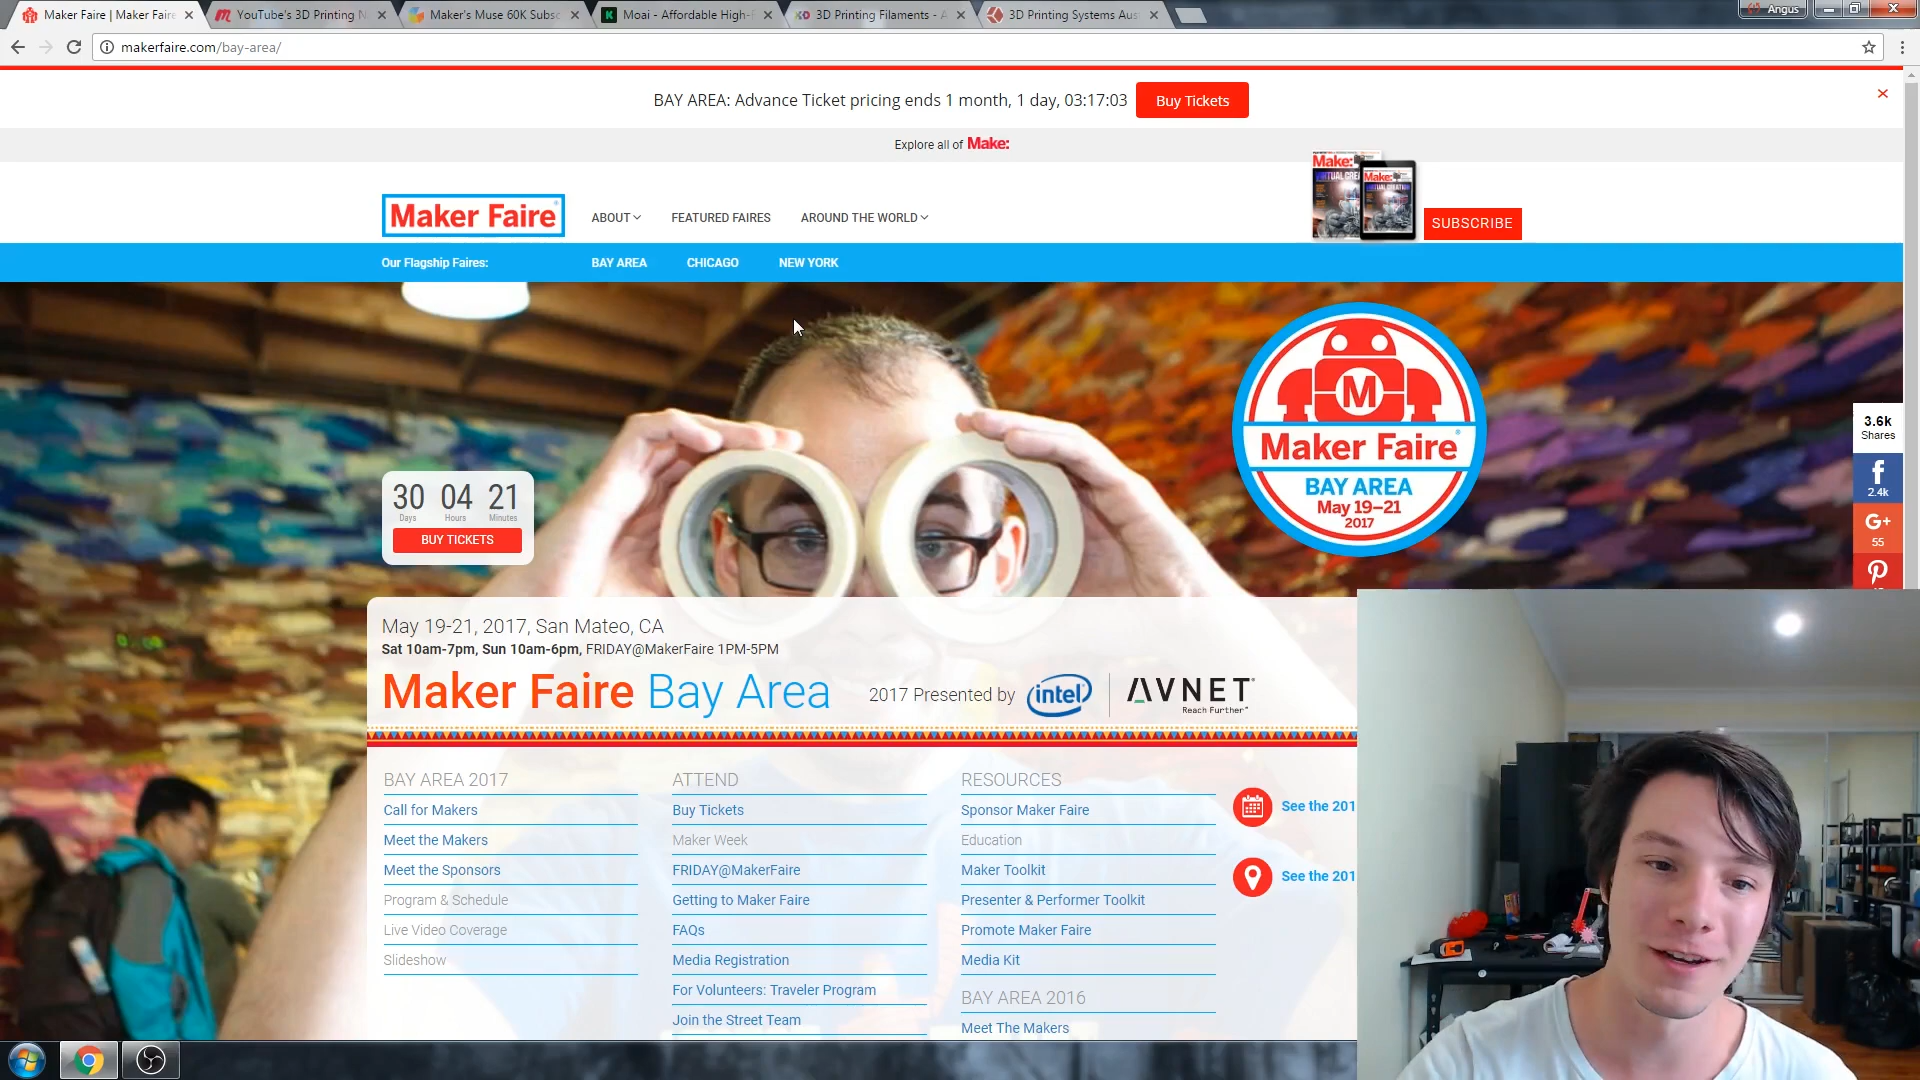 Maker Faire | Maker Faire
YouTube's 3D Printing N
Maker's Muse 60K Subsc
Moai - Affordable High-f
3D Printing Filaments - A
3D Printing Systems Aus
Angus
makerfaire.com/bay-area/
BAY AREA: Advance Ticket pricing ends 1 month, 1 day, 03:17:03
Buy Tickets
Explore all of Make:
Make:
Make:
Maker Faire
ABOUT
FEATURED FAIRES
AROUND THE WORLD
SUBSCRIBE
Our Flagship Faires:
BAY AREA
CHICAGO
NEW YORK
M
Maker Faire
BAY AREA
May 19–21
2017
30 04 21
Days Hours Minutes
BUY TICKETS
3.6k
Shares
2.4k
G+
55
May 19-21, 2017, San Mateo, CA
Sat 10am-7pm, Sun 10am-6pm, FRIDAY@MakerFaire 1PM-5PM
Maker Faire Bay Area
2017 Presented by
intel
AVNET
Reach Further™
BAY AREA 2017
Call for Makers
Meet the Makers
Meet the Sponsors
Program & Schedule
Live Video Coverage
Slideshow
ATTEND
Buy Tickets
Maker Week
FRIDAY@MakerFaire
Getting to Maker Faire
FAQs
Media Registration
For Volunteers: Traveler Program
Join the Street Team
RESOURCES
Sponsor Maker Faire
Education
Maker Toolkit
Presenter & Performer Toolkit
Promote Maker Faire
Media Kit
BAY AREA 2016
Meet The Makers
See the 201
See the 201